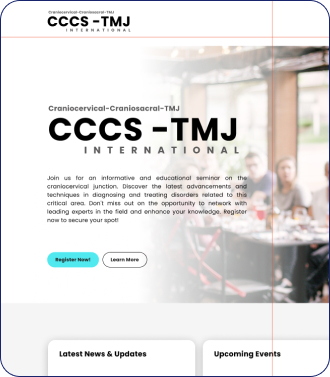 Craniocervical-Craniosacral-TMJ
CCCS -TMJ
INTERNATIONAL
Craniocervical-Craniosacral-TMJ
CCCS -TMJ
INTERNATIONAL
Join us for an informative and educational seminar on the
craniocervical junction. Discover the latest advancements and
techniques in diagnosing and treating disorders related to this
critical area. Don't miss out on the opportunity to network with
leading experts in the field and enhance your knowledge. Register
now to secure your spot!
Register Now! Learn More
Latest News & Updates Upcoming Events